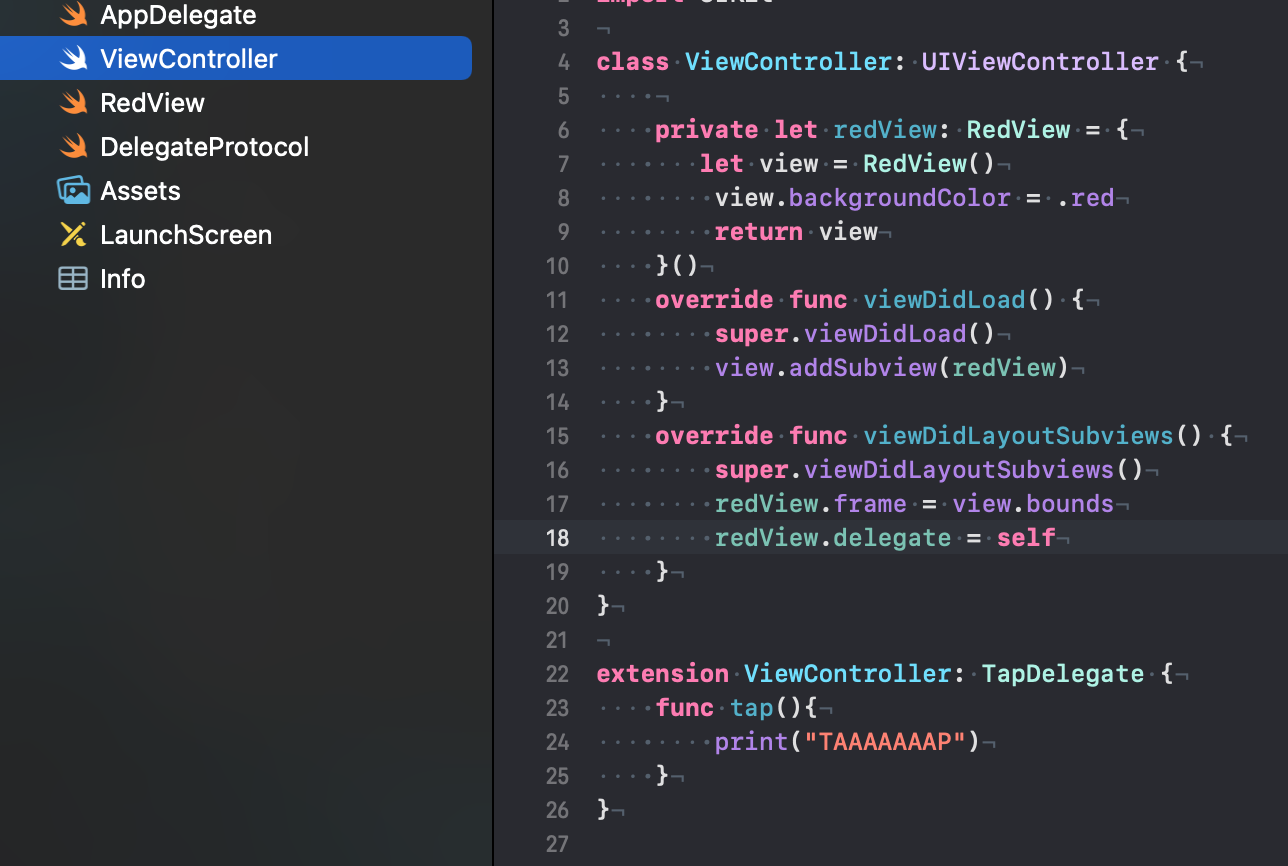 AppDelegate
ViewController
RedView
DelegateProtocol
Assets
LaunchScreen
Info
2 import UIKit
3 ¬
4 class·ViewController:·UIViewController·{¬
5 ····¬
6 ····private·let·redView:·RedView·=·{¬
7 ·······let·view·=·RedView()¬
8 ········view.backgroundColor·=·.red¬
9 ········return·view¬
10 ····}()¬
11 ····override·func·viewDidLoad()·{¬
12 ········super.viewDidLoad()¬
13 ········view.addSubview(redView)¬
14 ····}¬
15 ····override·func·viewDidLayoutSubviews()·{¬
16 ········super.viewDidLayoutSubviews()¬
17 ········redView.frame·=·view.bounds¬
18 ········redView.delegate·=·self¬
19 ····}¬
20 }¬
21 ¬
22 extension·ViewController:·TapDelegate·{¬
23 ····func·tap(){¬
24 ········print("TAAAAAAAP")¬
25 ····}¬
26 }¬
27